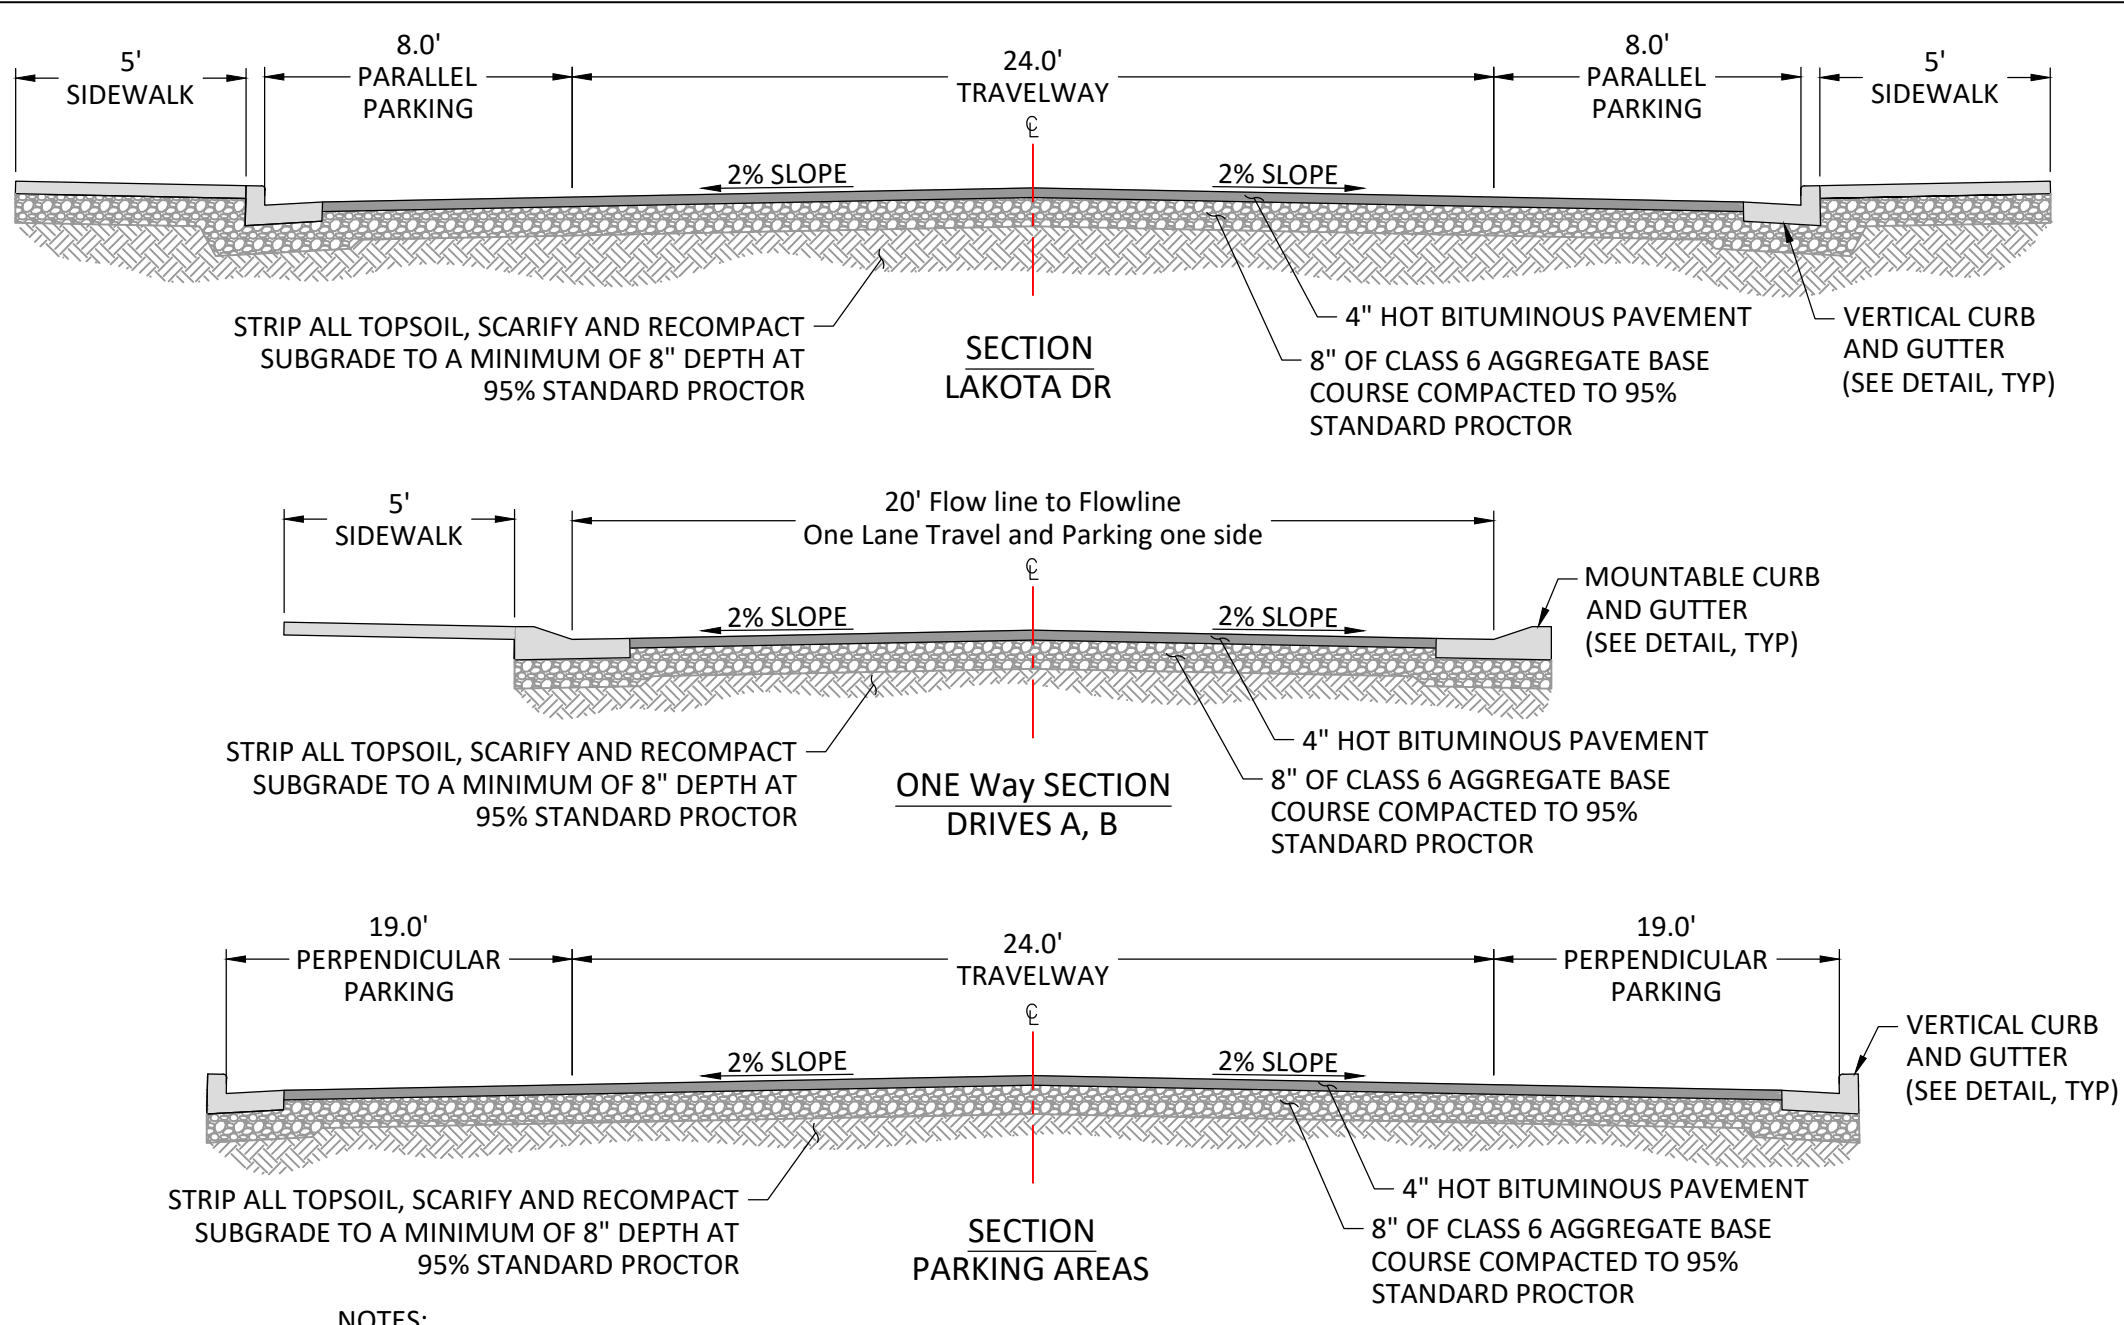 5'
SIDEWALK
8.0'
PARALLEL
PARKING
24.0'
TRAVELWAY
8.0'
PARALLEL
PARKING
5'
SIDEWALK
℄
2% SLOPE
2% SLOPE
STRIP ALL TOPSOIL, SCARIFY AND RECOMPACT
SUBGRADE TO A MINIMUM OF 8" DEPTH AT
95% STANDARD PROCTOR
SECTION
LAKOTA DR
4" HOT BITUMINOUS PAVEMENT
8" OF CLASS 6 AGGREGATE BASE
COURSE COMPACTED TO 95%
STANDARD PROCTOR
VERTICAL CURB
AND GUTTER
(SEE DETAIL, TYP)
5'
SIDEWALK
20' Flow line to Flowline
One Lane Travel and Parking one side
℄
2% SLOPE
2% SLOPE
MOUNTABLE CURB
AND GUTTER
(SEE DETAIL, TYP)
STRIP ALL TOPSOIL, SCARIFY AND RECOMPACT
SUBGRADE TO A MINIMUM OF 8" DEPTH AT
95% STANDARD PROCTOR
ONE Way SECTION
DRIVES A, B
4" HOT BITUMINOUS PAVEMENT
8" OF CLASS 6 AGGREGATE BASE
COURSE COMPACTED TO 95%
STANDARD PROCTOR
19.0'
PERPENDICULAR
PARKING
24.0'
TRAVELWAY
19.0'
PERPENDICULAR
PARKING
℄
2% SLOPE
2% SLOPE
VERTICAL CURB
AND GUTTER
(SEE DETAIL, TYP)
STRIP ALL TOPSOIL, SCARIFY AND RECOMPACT
SUBGRADE TO A MINIMUM OF 8" DEPTH AT
95% STANDARD PROCTOR
SECTION
PARKING AREAS
4" HOT BITUMINOUS PAVEMENT
8" OF CLASS 6 AGGREGATE BASE
COURSE COMPACTED TO 95%
STANDARD PROCTOR
NOTES: